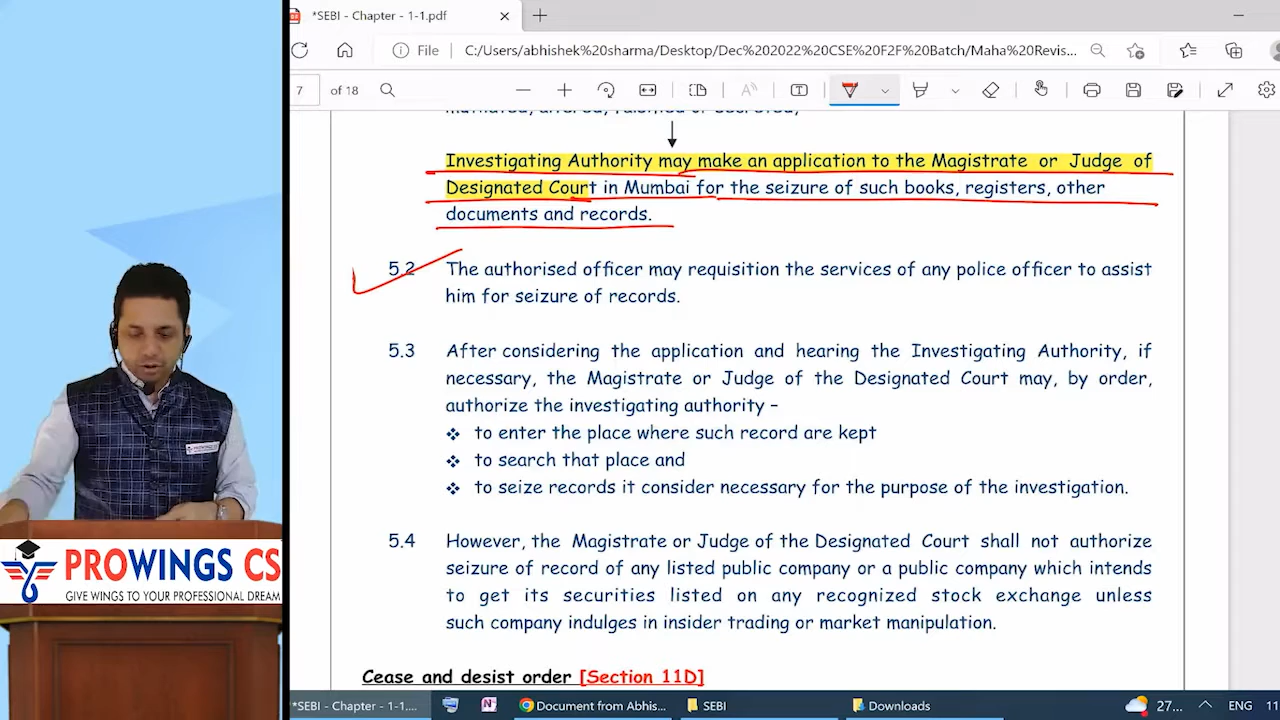 *SEBI - Chapter - 1-1.pdf
File
C:/Users/abhishek%20sharma/Desktop/Dec%202022%20CSE%20F2F%20Batch/Maha%20Revis...
7 of 18
Investigating Authority may make an application to the Magistrate or Judge of
Designated Court in Mumbai for the seizure of such books, registers, other
documents and records.
5.2 The authorised officer may requisition the services of any police officer to assist
him for seizure of records.
5.3 After considering the application and hearing the Investigating Authority, if
necessary, the Magistrate or Judge of the Designated Court may, by order,
authorize the investigating authority –
❖ to enter the place where such record are kept
❖ to search that place and
❖ to seize records it consider necessary for the purpose of the investigation.
5.4 However, the Magistrate or Judge of the Designated Court shall not authorize
seizure of record of any listed public company or a public company which intends
to get its securities listed on any recognized stock exchange unless
such company indulges in insider trading or market manipulation.
Cease and desist order [Section 11D]
PROWINGS CS
GIVE WINGS TO YOUR PROFESSIONAL DREAM
*SEBI - Chapter - 1-1....
Document from Abhis...
SEBI
Downloads
27...
ENG
11